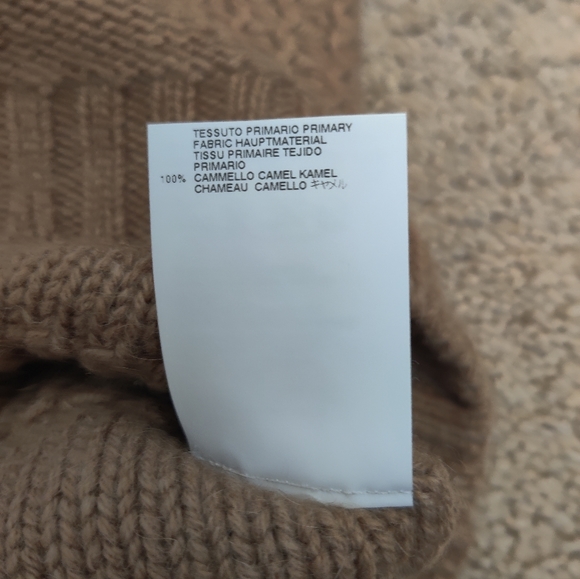 TESSUTO PRIMARIO PRIMARY
FABRIC HAUPTMATERIAL
TISSU PRIMAIRE TEJIDO
PRIMARIO
100% CAMMELLO CAMEL KAMEL
CHAMEAU CAMELLO キャメル